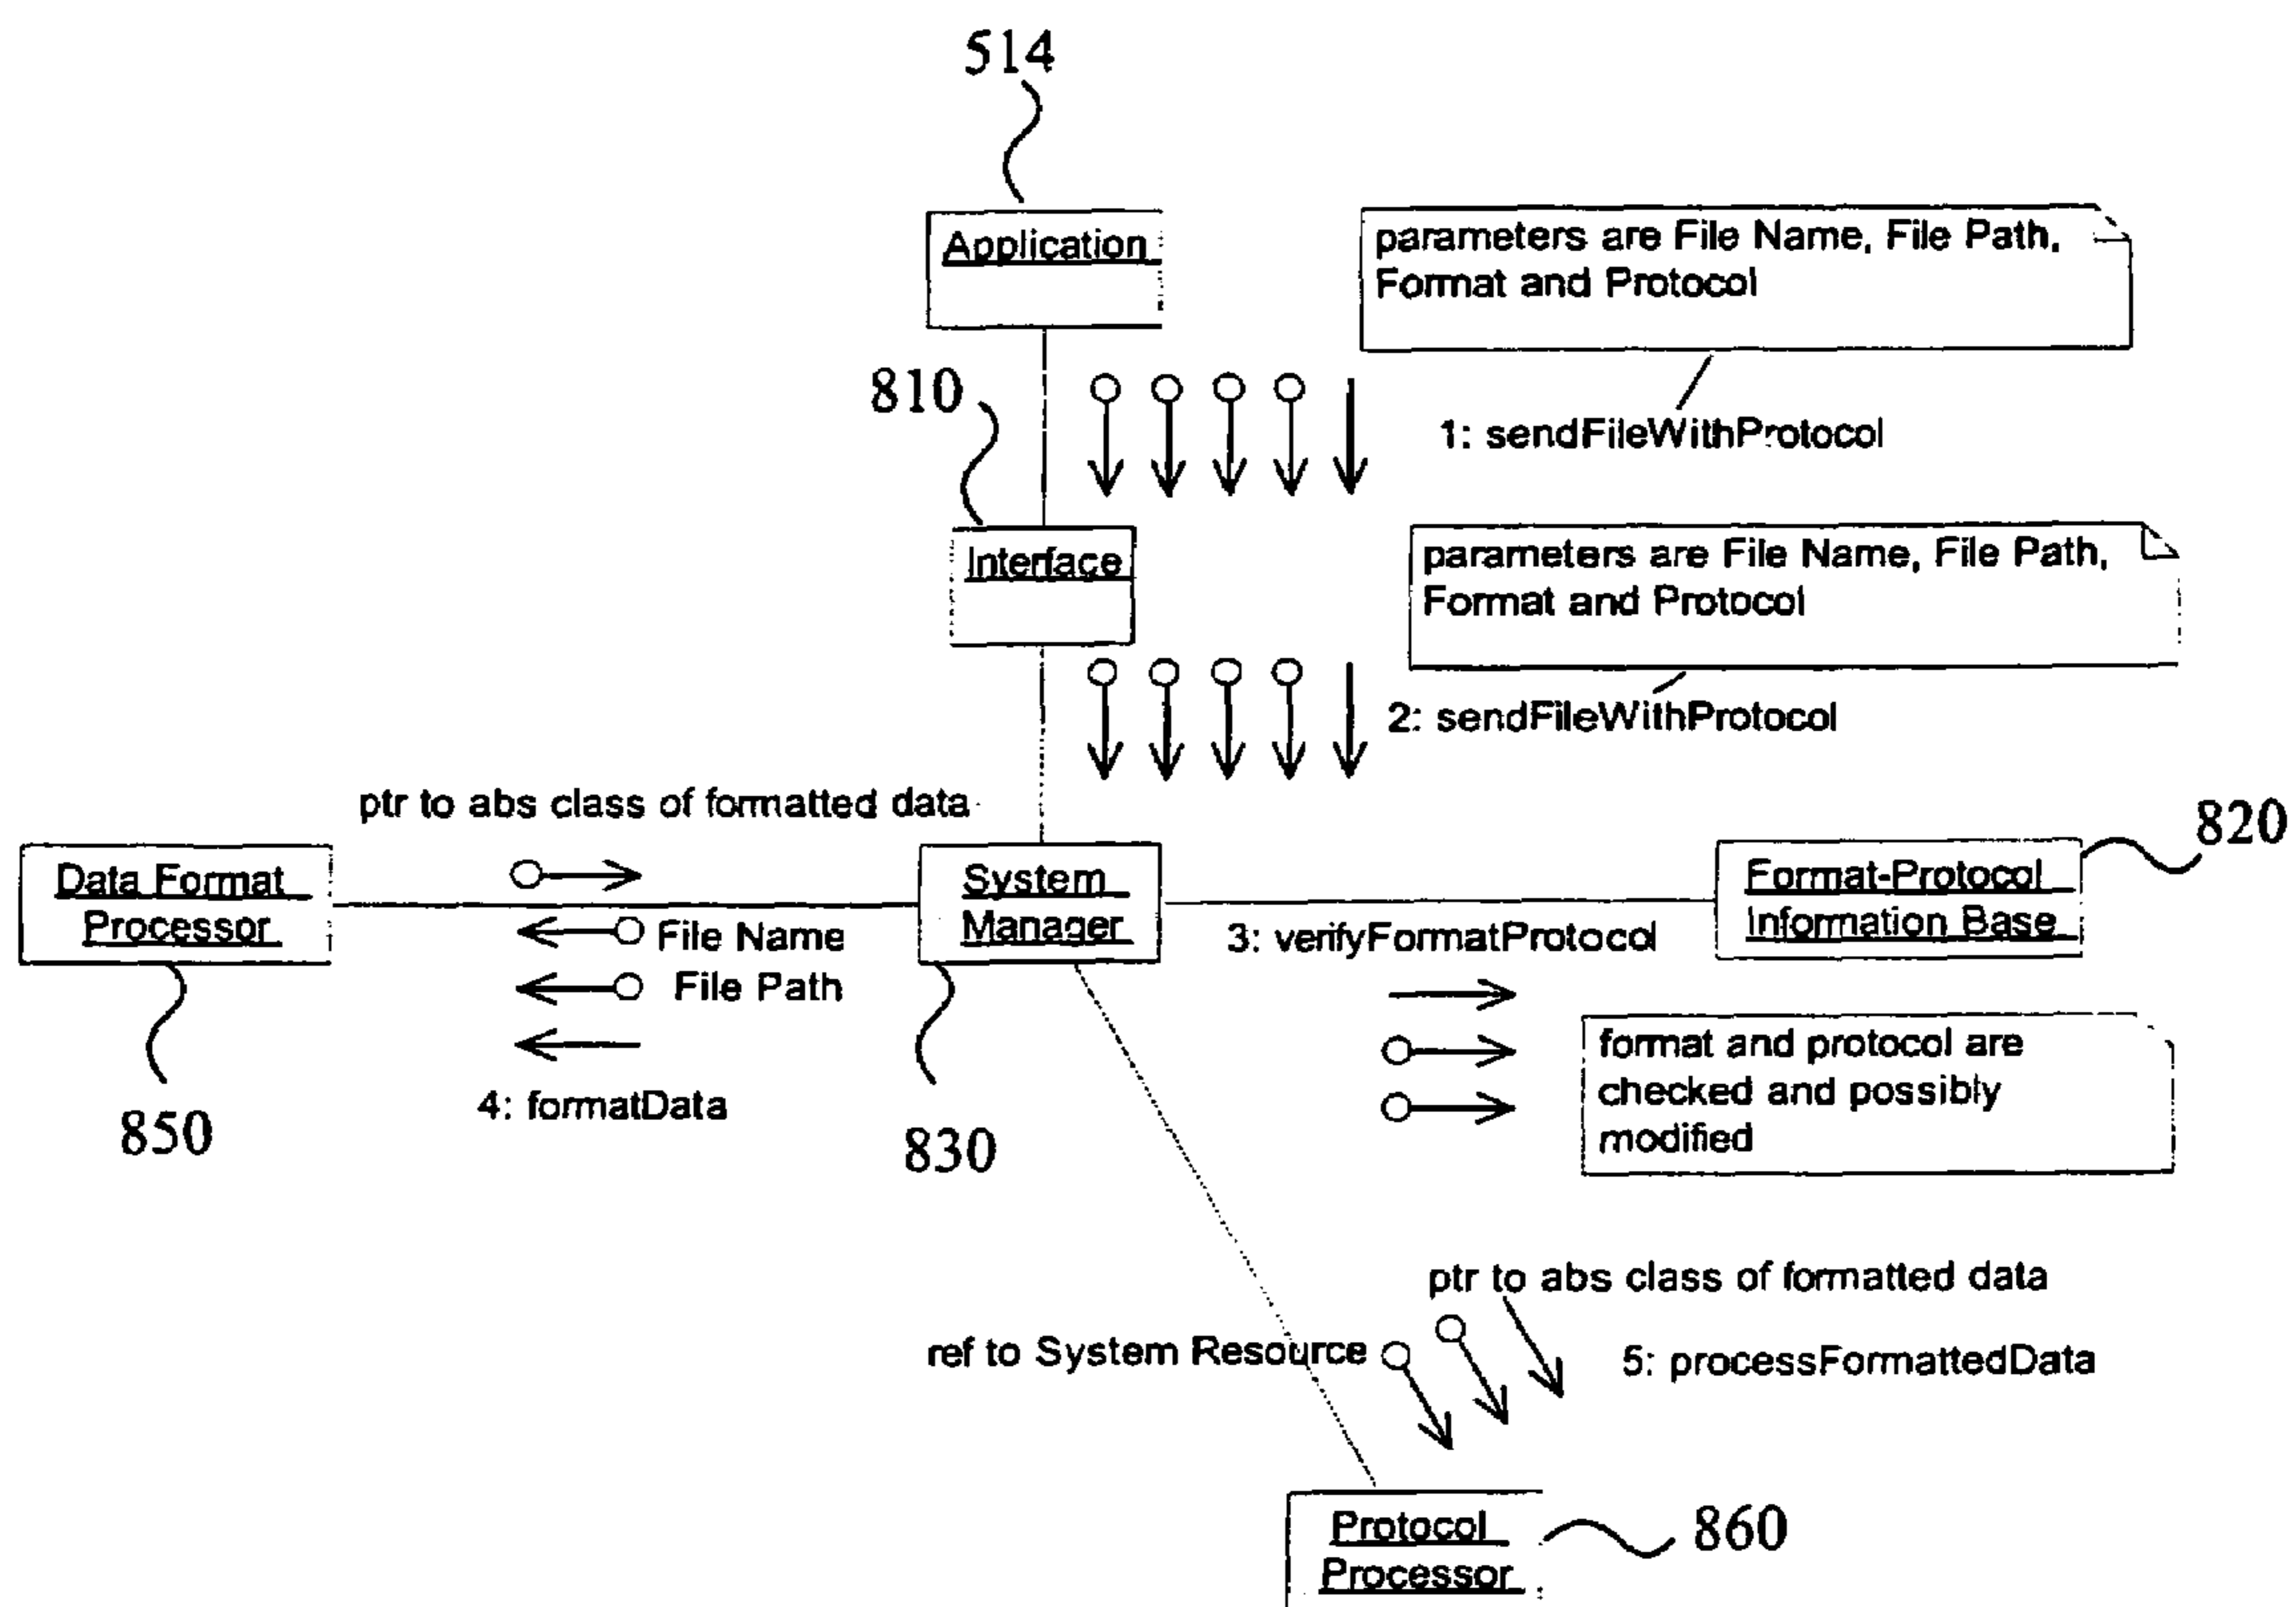 514
Application
parameters are File Name, File Path,
Format and Protocol
810
1: sendFileWithProtocol
Interface
parameters are File Name, File Path,
Format and Protocol
2: sendFileWithProtocol
ptr to abs class of formatted data
820
Data Format
Processor
System
Manager
Format-Protocol
Information Base
File Name
File Path
3: verifyFormatProtocol
format and protocol are
checked and possibly
modified
4: formatData
850
830
ptr to abs class of formatted data
ref to System Resource
5: processFormattedData
Protocol
Processor
860